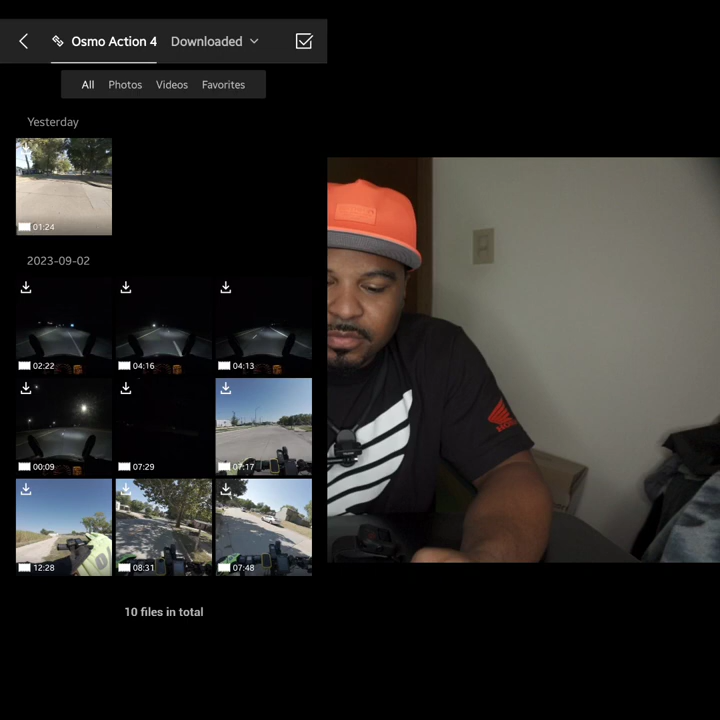 Osmo Action 4 Downloaded
All Photos Videos Favorites
Yesterday
01:24
2023-09-02
02:22 04:16 04:13
00:09 07:29 07:17
12:28 08:31 07:48
10 files in total